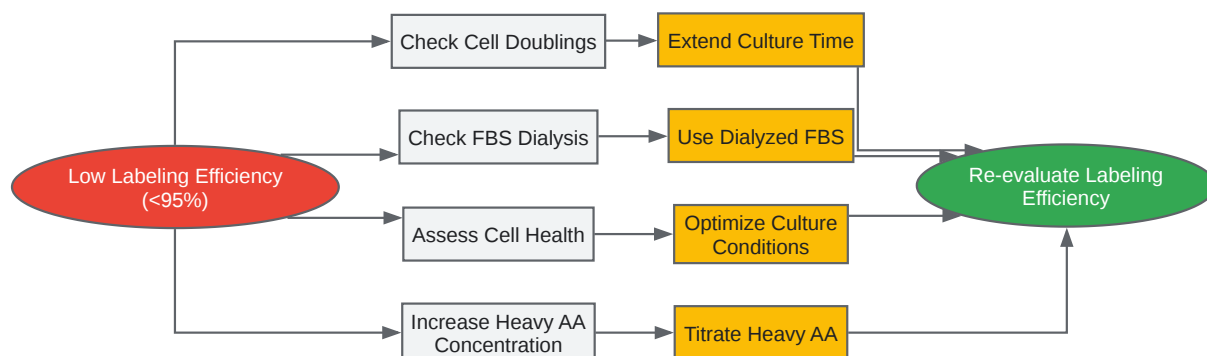 Check Cell Doublings
Extend Culture Time
Check FBS Dialysis
Use Dialyzed FBS
Low Labeling Efficiency
(<95%)
Re-evaluate Labeling
Efficiency
Assess Cell Health
Optimize Culture
Conditions
Increase Heavy AA
Concentration
Titrate Heavy AA